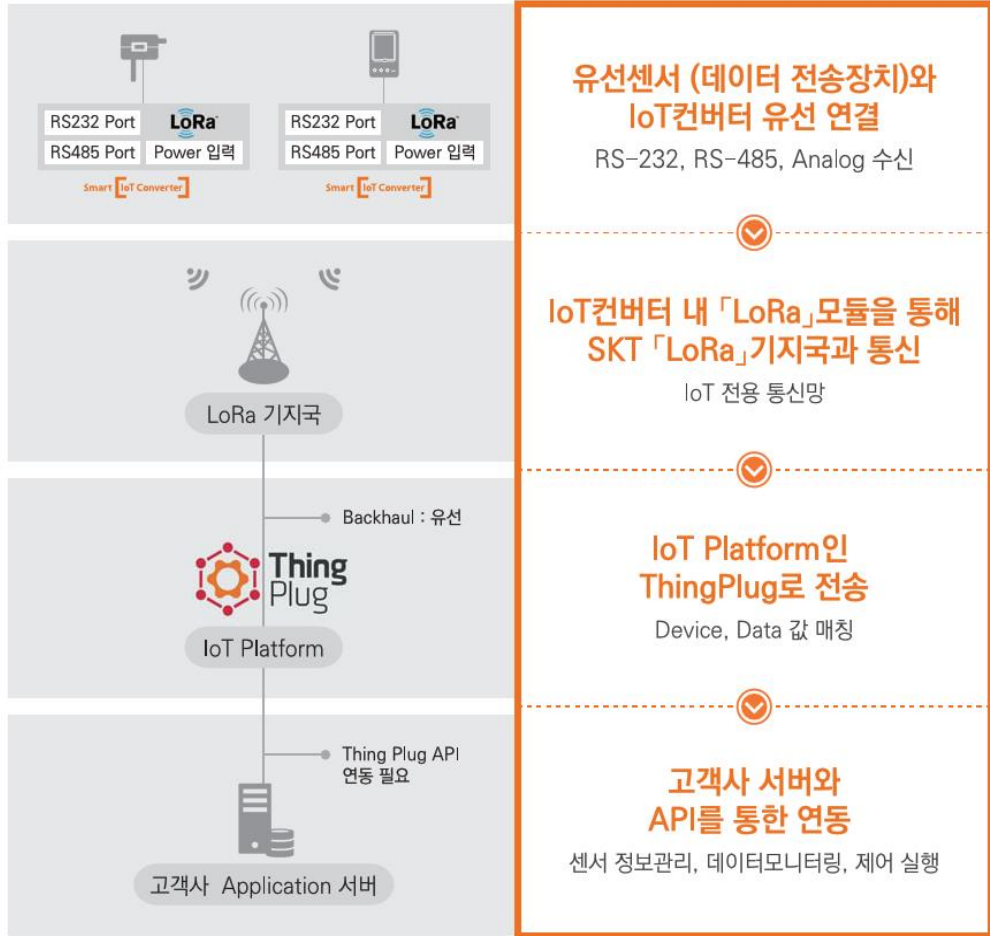 RS232 Port
LoRa
RS485 Port
Power 입력
Smart IoT Converter
RS232 Port
LoRa
RS485 Port
Power 입력
Smart IoT Converter
유선센서 (데이터 전송장치)와
IoT컨버터 유선 연결
RS-232, RS-485, Analog 수신
LoRa 기지국
IoT컨버터 내 「LoRa」모듈을 통해
SKT 「LoRa」기지국과 통신
IoT 전용 통신망
Backhaul : 유선
Thing
Plug
IoT Platform
IoT Platform인
ThingPlug로 전송
Device, Data 값 매칭
Thing Plug API
연동 필요
고객사 Application 서버
고객사 서버와
API를 통한 연동
센서 정보관리, 데이터모니터링, 제어 실행